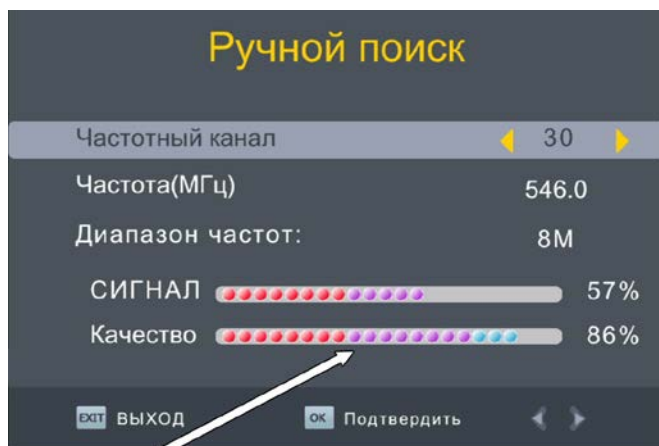 Ручной поиск
Частотный канал 30
Частота(МГц) 546.0
Диапазон частот: 8М
СИГНАЛ 57%
Качество 86%
EXIT ВЫХОД OK Подтвердить